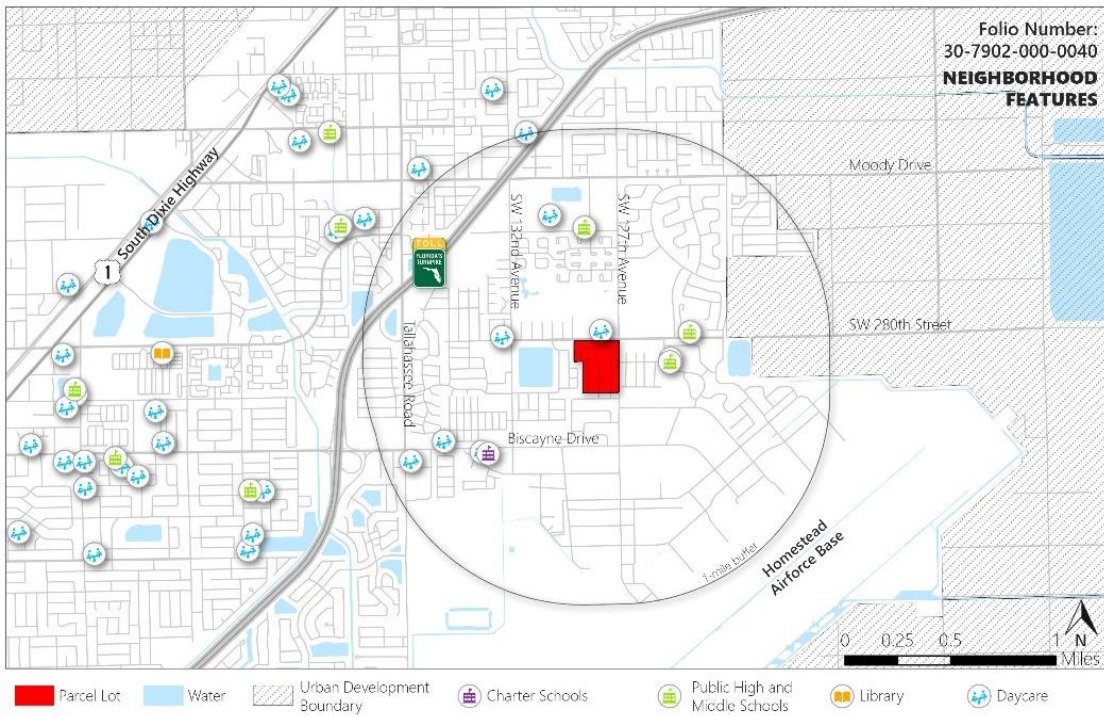 Folio Number:
30-7902-000-0040
NEIGHBORHOOD
FEATURES
Moody Drive
South Dixie Highway
1
SW 132nd Avenue
SW 127th Avenue
TOLL
FLORIDA'S
TURNPIKE
SW 280th Street
Tallahassee Road
Biscayne Drive
1-mile buffer
Homestead
Airforce Base
N
0 0.25 0.5 1
Miles
Parcel Lot
Water
Urban Development
Boundary
Charter Schools
Public High and
Middle Schools
Library
Daycare